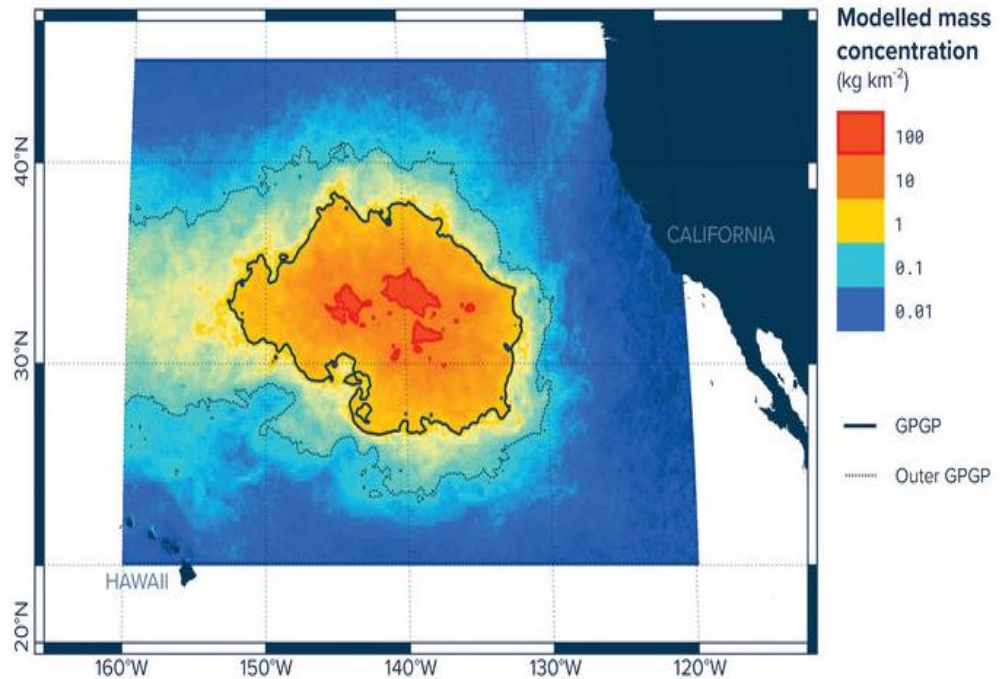 Modelled mass
concentration
(kg km-2)
100
10
1
0.1
0.01
GPGP
Outer GPGP
CALIFORNIA
HAWAII
40°N
30°N
20°N
160°W
150°W
140°W
130°W
120°W